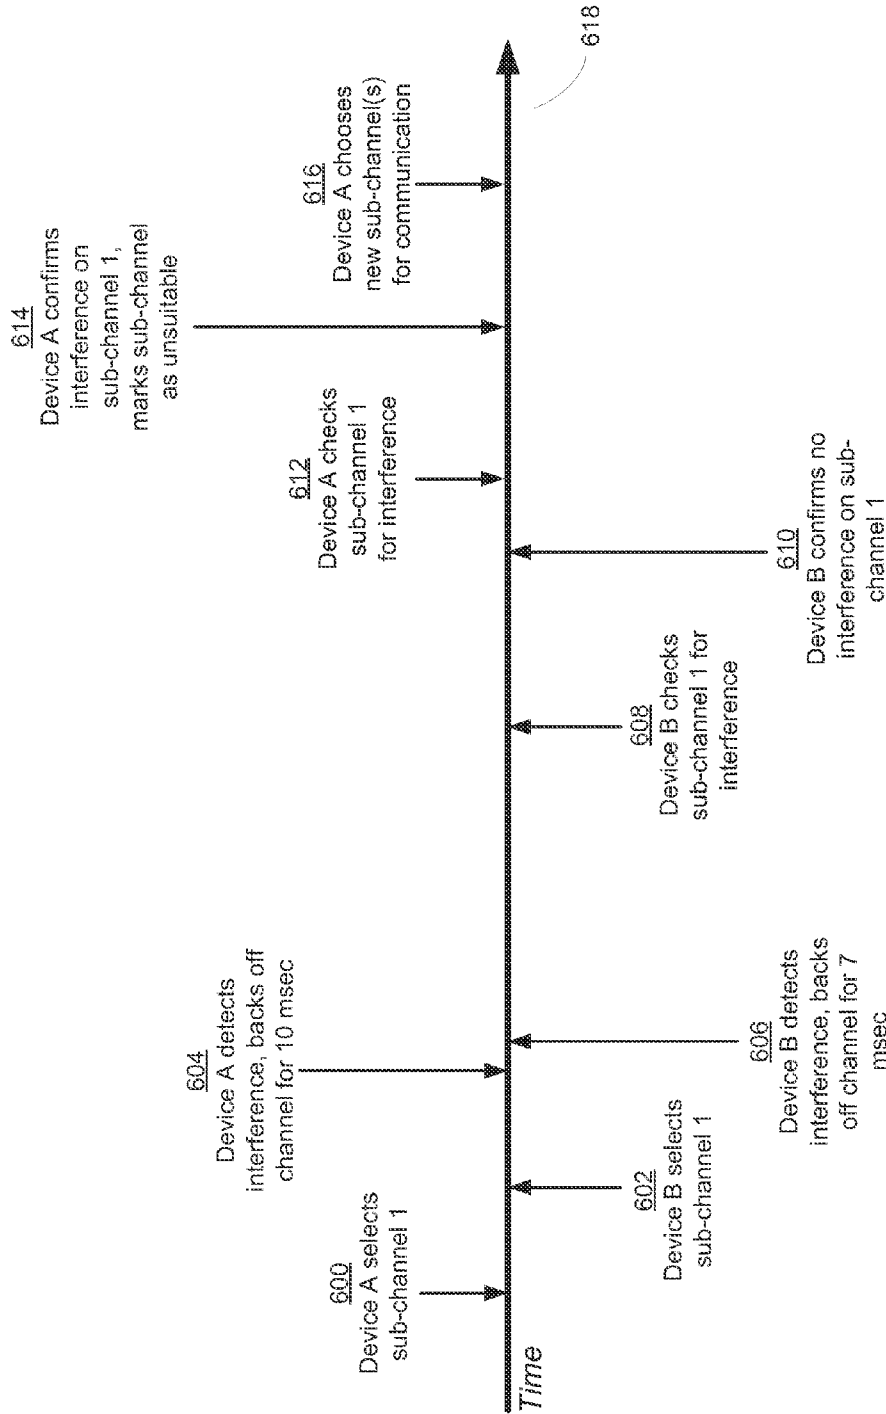 600
Device A selects
sub-channel 1
602
Device B selects
sub-channel 1
604
Device A detects
interference, backs off
channel for 10 msec
606
Device B detects
interference, backs
off channel for 7
msec
608
Device B checks
sub-channel 1 for
interference
610
Device B confirms no
interference on sub-
channel 1
612
Device A checks
sub-channel 1
for interference
614
Device A confirms
interference on
sub-channel 1,
marks sub-channel
as unsuitable
616
Device A chooses
new sub-channel(s)
for communication
Time
618